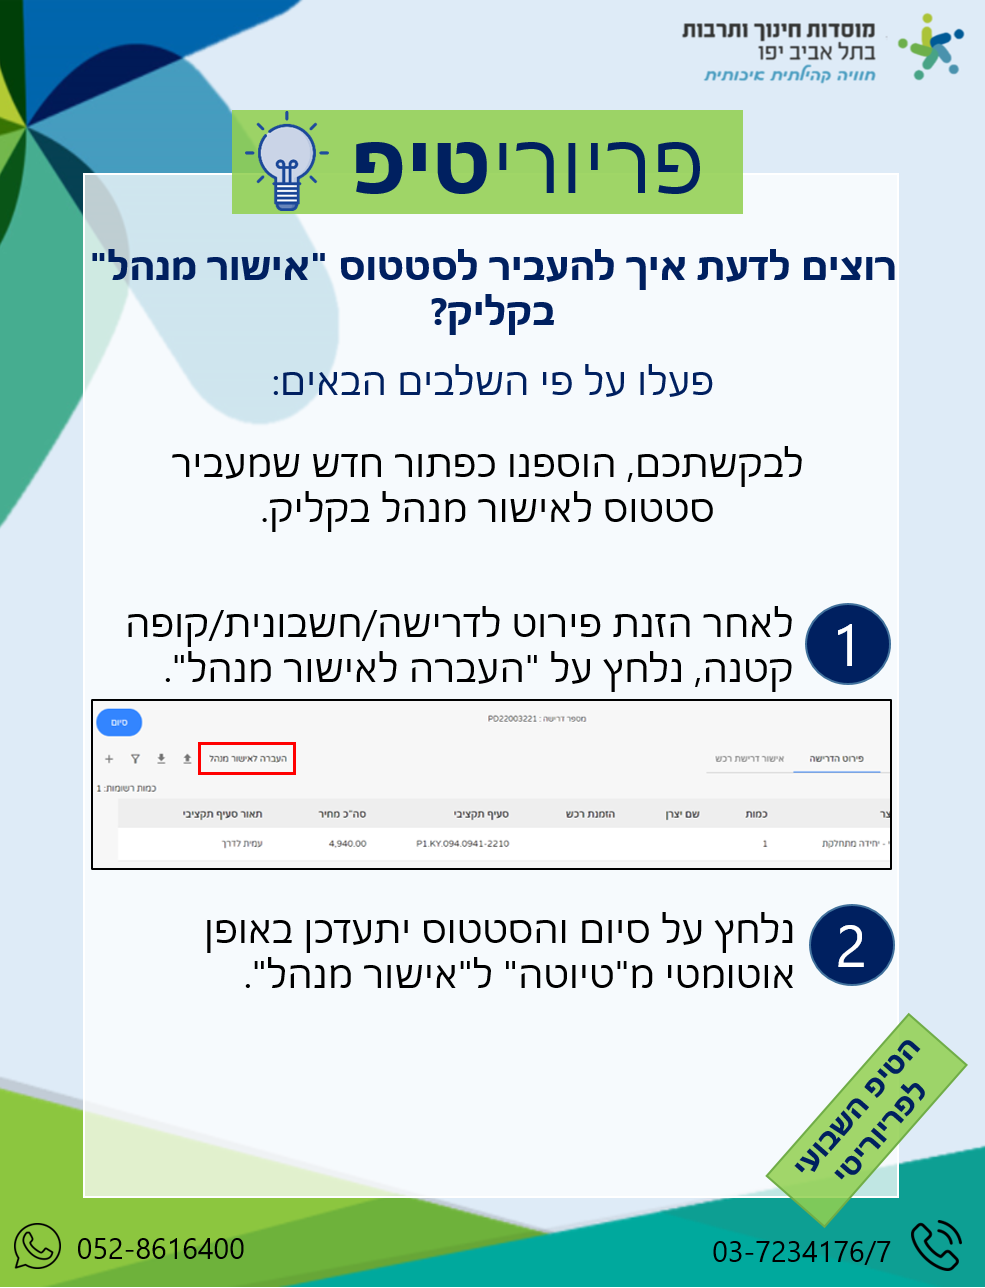 מוסדות חינוך ותרבות
בתל אביב יפו
חוויה קהילתית איכותית
פריוריטיפ
רוצים לדעת איך להעביר לסטטוס "אישור מנהל"
בקליק?
פעלו על פי השלבים הבאים:
לבקשתכם, הוספנו כפתור חדש שמעביר
סטטוס לאישור מנהל בקליק.
1
לאחר הזנת פירוט לדרישה/חשבונית/קופה
קטנה, נלחץ על "העברה לאישור מנהל".
מספר דרישה : PD22003221
סיום
פירוט הדרישה אישור דרישת רכש העברה לאישור מנהל
כמות רשומות: 1
צר כמות שם יצרן הזמנת רכש סעיף תקציבי סה"כ מחיר תאור סעיף תקציבי
י - יחידה מתחלקת 1 P1.KY.094.0941-2210 4,940.00 עמית לדרך
2
נלחץ על סיום והסטטוס יתעדכן באופן
אוטומטי מ"טיוטה" ל"אישור מנהל".
הטיפ השבועי
לפריוריטי
03-7234176/7
052-8616400